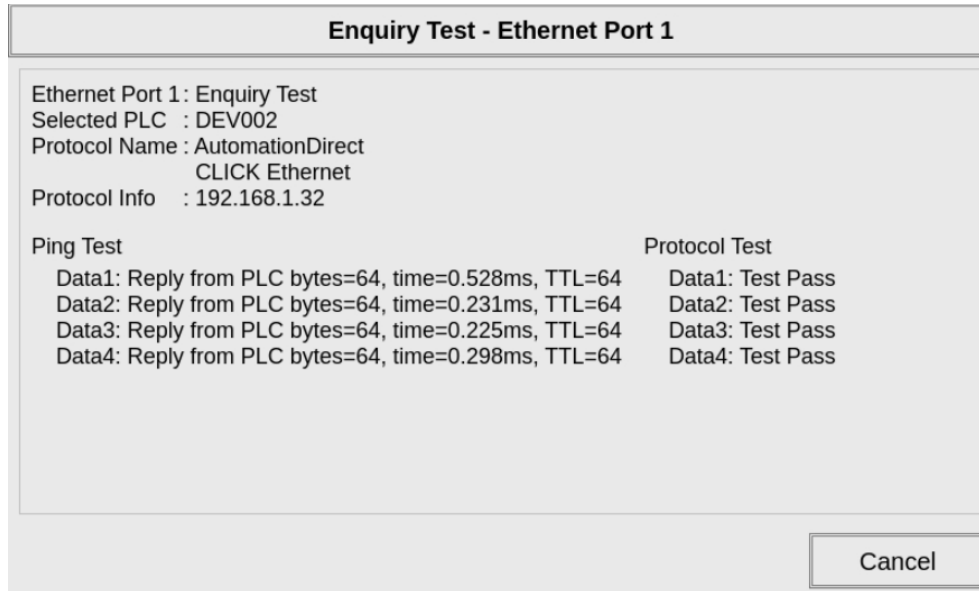 Enquiry Test - Ethernet Port 1
Ethernet Port 1: Enquiry Test
Selected PLC : DEV002
Protocol Name : AutomationDirect
CLICK Ethernet
Protocol Info : 192.168.1.32
Ping Test
Data1: Reply from PLC bytes=64, time=0.528ms, TTL=64
Data2: Reply from PLC bytes=64, time=0.231ms, TTL=64
Data3: Reply from PLC bytes=64, time=0.225ms, TTL=64
Data4: Reply from PLC bytes=64, time=0.298ms, TTL=64
Protocol Test
Data1: Test Pass
Data2: Test Pass
Data3: Test Pass
Data4: Test Pass
Cancel